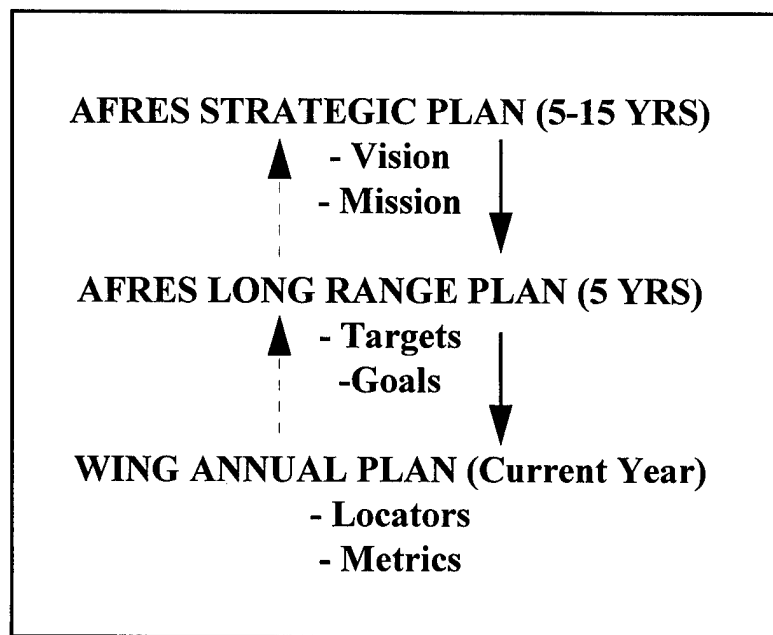 AFRES STRATEGIC PLAN (5-15 YRS)
- Vision
- Mission
AFRES LONG RANGE PLAN (5 YRS)
- Targets
-Goals
WING ANNUAL PLAN (Current Year)
- Locators
- Metrics